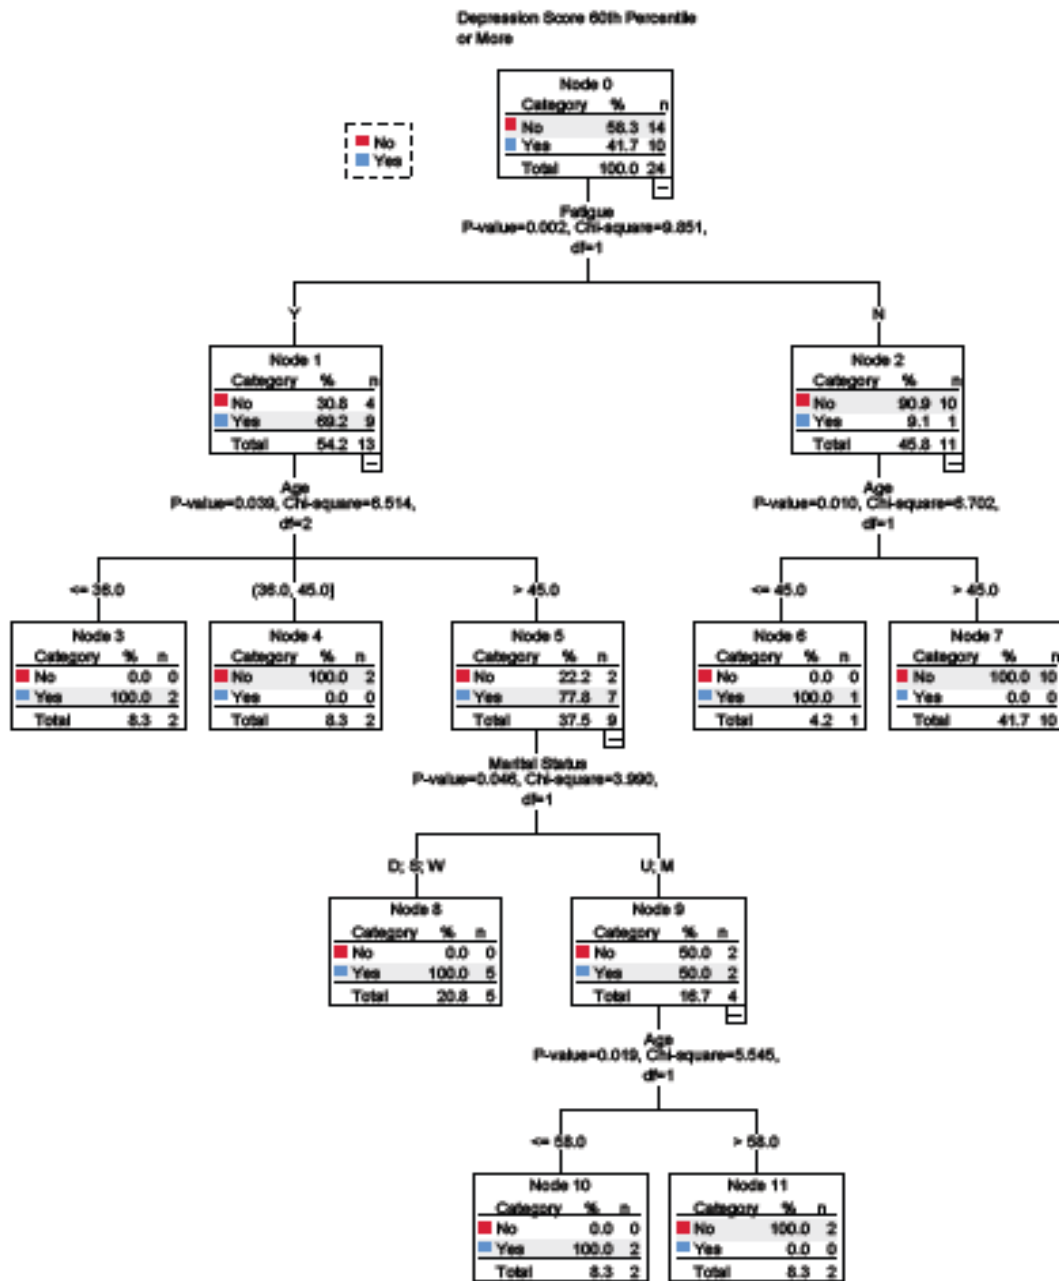 Depression Score 60th Percentile
or More
No
Yes
Node 0
Category % n
No 58.3 14
Yes 41.7 10
Total 100.0 24
Fatigue
P-value=0.002, Chi-square=9.851,
df=1
Y
N
Node 1
Category % n
No 30.8 4
Yes 69.2 9
Total 54.2 13
Node 2
Category % n
No 90.9 10
Yes 9.1 1
Total 45.8 11
Age
P-value=0.039, Chi-square=6.514,
df=2
Age
P-value=0.010, Chi-square=6.702,
df=1
<= 36.0
(36.0, 45.0]
> 45.0
<= 45.0
> 45.0
Node 3
Category % n
No 0.0 0
Yes 100.0 2
Total 8.3 2
Node 4
Category % n
No 100.0 2
Yes 0.0 0
Total 8.3 2
Node 5
Category % n
No 22.2 2
Yes 77.8 7
Total 37.5 9
Node 6
Category % n
No 0.0 0
Yes 100.0 1
Total 4.2 1
Node 7
Category % n
No 100.0 10
Yes 0.0 0
Total 41.7 10
Marital Status
P-value=0.046, Chi-square=3.990,
df=1
D; S; W
U; M
Node 8
Category % n
No 0.0 0
Yes 100.0 5
Total 20.8 5
Node 9
Category % n
No 50.0 2
Yes 50.0 2
Total 16.7 4
Age
P-value=0.019, Chi-square=5.545,
df=1
<= 58.0
> 58.0
Node 10
Category % n
No 0.0 0
Yes 100.0 2
Total 8.3 2
Node 11
Category % n
No 100.0 2
Yes 0.0 0
Total 8.3 2